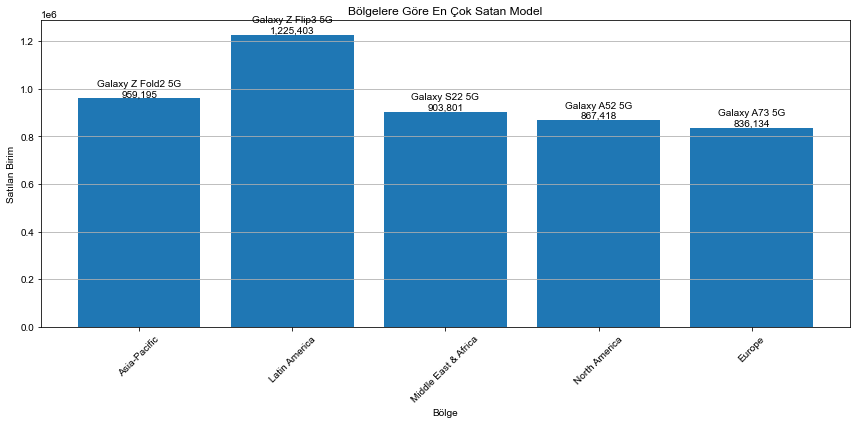 Bölgelere Göre En Çok Satan Model
1e6
Galaxy Z Flip3 5G
1,225,403
Galaxy Z Fold2 5G
959,195
Galaxy S22 5G
903,801
Galaxy A52 5G
867,418
Galaxy A73 5G
836,134
1.2
1.0
0.8
0.6
0.4
0.2
0.0
Satılan Birim
Asia-Pacific
Latin America
Middle East & Africa
North America
Europe
Bölge